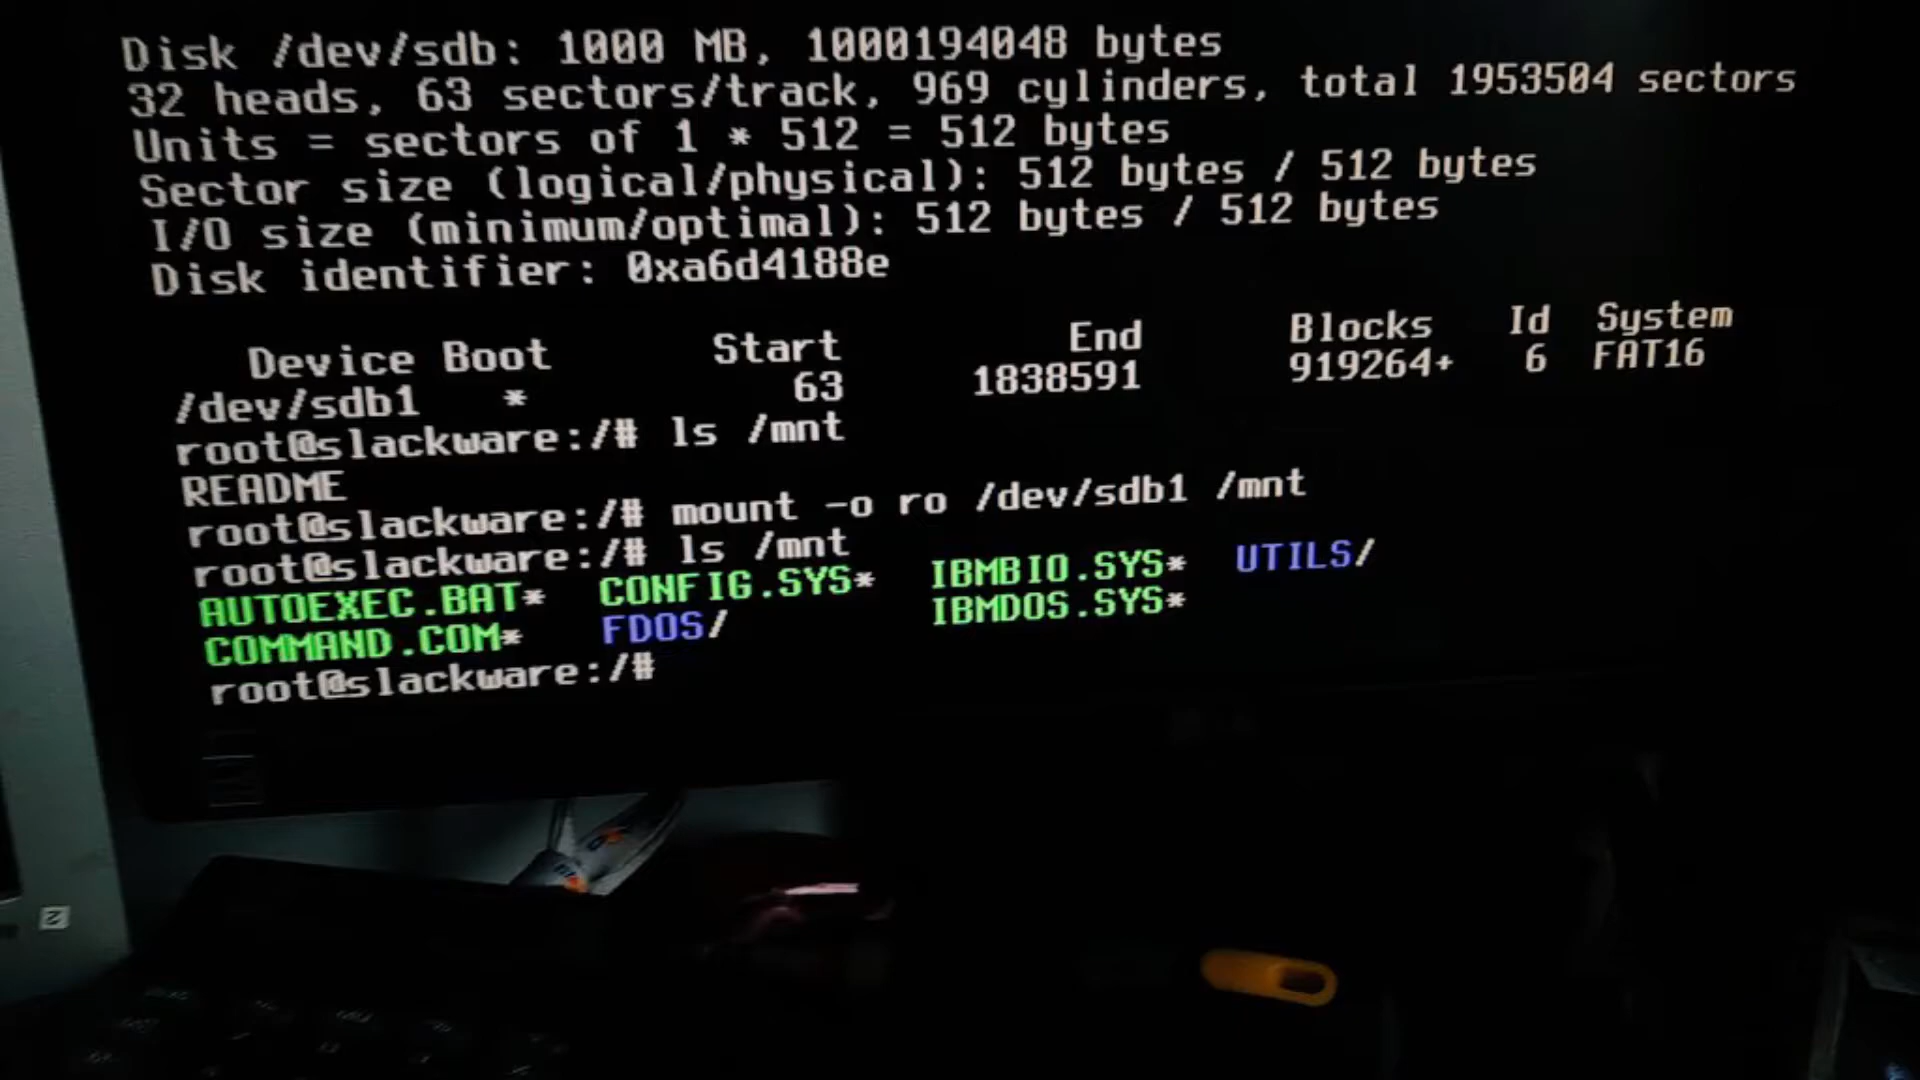 Disk /dev/sdb: 1000 MB, 1000194048 bytes
32 heads, 63 sectors/track, 969 cylinders, total 1953504 sectors
Units = sectors of 1 * 512 = 512 bytes
Sector size (logical/physical): 512 bytes / 512 bytes
I/O size (minimum/optimal): 512 bytes / 512 bytes
Disk identifier: 0xa6d4188e
Device Boot Start End Blocks Id System
/dev/sdb1 * 63 1838591 919264+ 6 FAT16
root@slackware:/# ls /mnt
README
root@slackware:/# mount -o ro /dev/sdb1 /mnt
root@slackware:/# ls /mnt
AUTOEXEC.BAT* CONFIG.SYS* IBMBIO.SYS* UTILS/
COMMAND.COM* FDOS/ IBMDOS.SYS*
root@slackware:/#